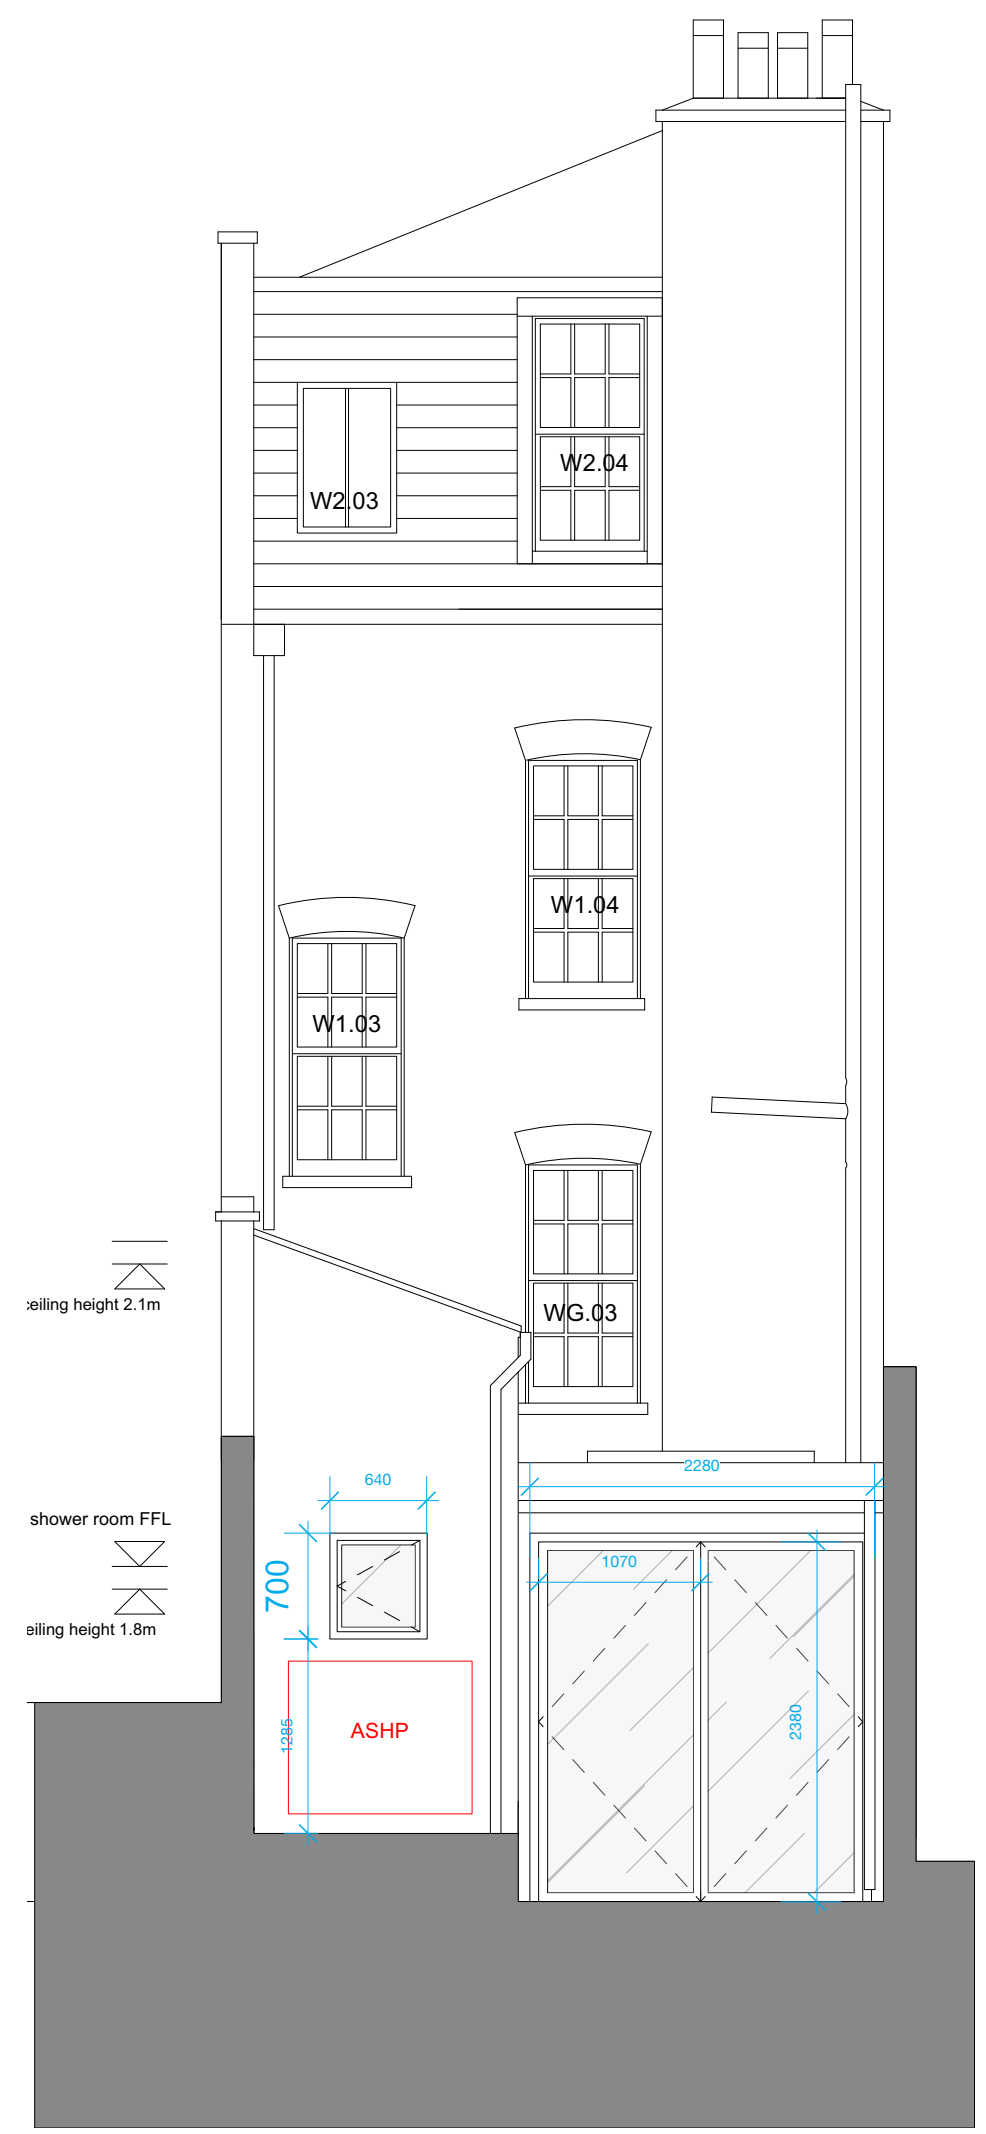 W2.04
W2.03
W1.04
W1.03
ceiling height 2.1m
WG.03
2280
640
shower room FFL
1070
700
eiling height 1.8m
2380
ASHP
1285